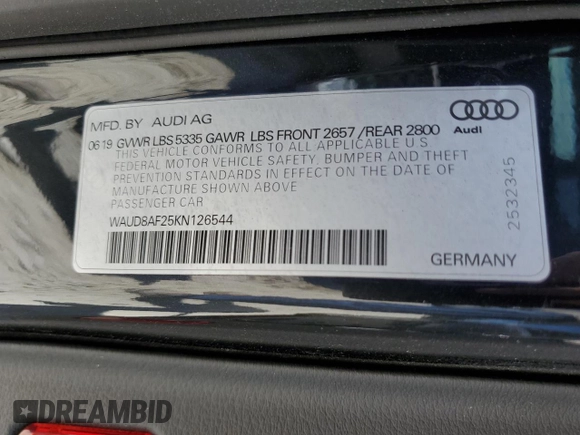 MFD. BY AUDI AG
0619 GVWR LBS 5335 GAWR LBS FRONT 2657 / REAR 2800
THIS VEHICLE CONFORMS TO ALL APPLICABLE U S
FEDERAL MOTOR VEHICLE SAFETY, BUMPER AND THEFT
PREVENTION STANDARDS IN EFFECT ON THE DATE OF
MANUFACTURE SHOWN ABOVE
PASSENGER CAR
WAUD8AF25KN126544
Audi
2532345
GERMANY
DREAMBID